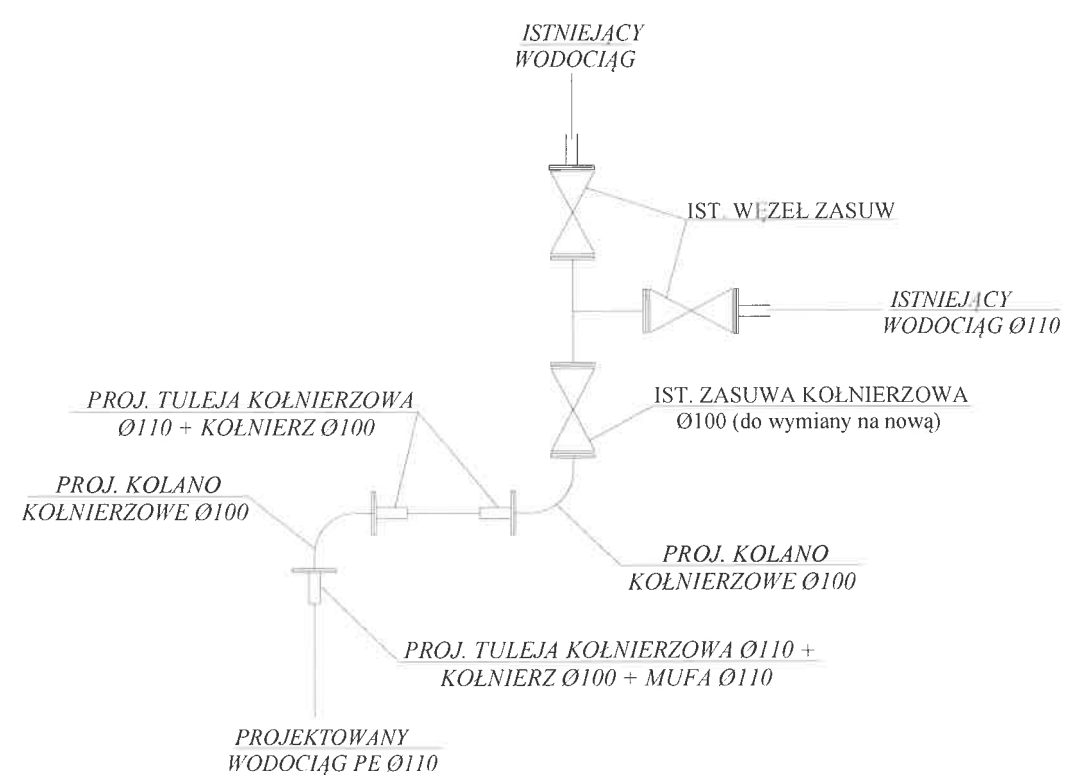 ISTNIEJĄCY
WODOCIĄG
IST. WĘZEŁ ZASUW
ISTNIEJĄCY
WODOCIĄG Ø110
PROJ. TULEJA KOŁNIERZOWA
Ø110 + KOŁNIERZ Ø100
IST. ZASUWA KOŁNIERZOWA
Ø100 (do wymiany na nową)
PROJ. KOLANO
KOŁNIERZOWE Ø100
PROJ. KOLANO
KOŁNIERZOWE Ø100
PROJ. TULEJA KOŁNIERZOWA Ø110 +
KOŁNIERZ Ø100 + MUFA Ø110
PROJEKTOWANY
WODOCIĄG PE Ø110